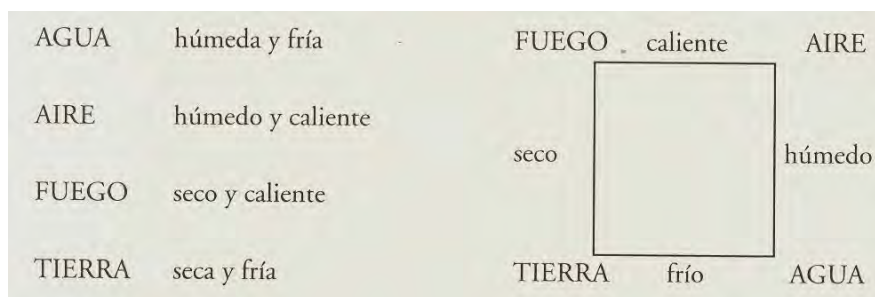 AGUA húmeda y fría
AIRE húmedo y caliente
FUEGO seco y caliente
TIERRA seca y fría
FUEGO caliente AIRE
seco húmedo
TIERRA frío AGUA